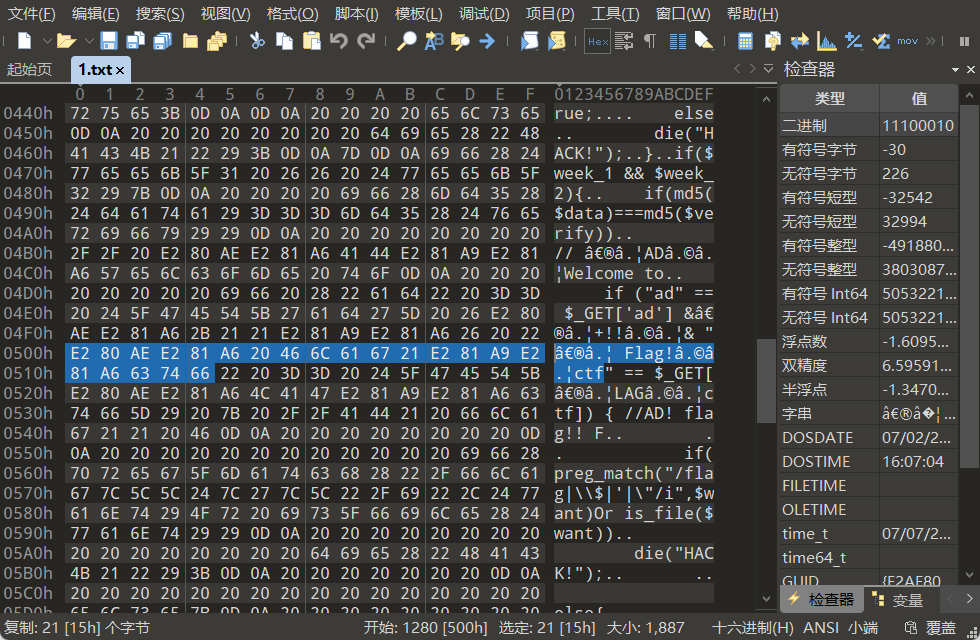 文件(F) 编辑(E) 搜索(S) 视图(V) 格式(O) 脚本(I) 模板(L) 调试(D) 项目(P) 工具(T) 窗口(W) 帮助(H)
Hex mov
起始页 1.txt × 检查器
0 1 2 3 4 5 6 7 8 9 A B C D E F 0123456789ABCDEF
0440h 72 75 65 3B 0D 0A 0D 0A 20 20 20 20 65 6C 73 65 rue;.... else
0450h 0D 0A 20 20 20 20 20 20 20 20 64 69 65 28 22 48 .. die("H
0460h 41 43 4B 21 22 29 3B 0D 0A 7D 0D 0A 69 66 28 24 ACK!");..}..if($
0470h 77 65 65 6B 5F 31 20 26 26 20 24 77 65 65 6B 5F week_1 && $week_
0480h 32 29 7B 0D 0A 20 20 20 20 69 66 28 6D 64 35 28 2){.. if(md5(
0490h 24 64 61 74 61 29 3D 3D 3D 6D 64 35 28 24 76 65 $data)===md5($ve
04A0h 72 69 66 79 29 29 0D 0A 20 20 20 20 20 20 20 20 rify))..
04B0h 2F 2F 20 E2 80 AE E2 81 A6 41 44 E2 81 A9 E2 81 // â€®â.¦ADâ.©â.
04C0h A6 57 65 6C 63 6F 6D 65 20 74 6F 0D 0A 20 20 20 ¦Welcome to..
04D0h 20 20 20 20 20 69 66 20 28 22 61 64 22 20 3D 3D if ("ad" ==
04E0h 20 24 5F 47 45 54 5B 27 61 64 27 5D 20 26 E2 80 $_GET['ad'] &â€
04F0h AE E2 81 A6 2B 21 21 E2 81 A9 E2 81 A6 26 20 22 ®â.¦+!!â.©â.¦& "
0500h E2 80 AE E2 81 A6 20 46 6C 61 67 21 E2 81 A9 E2 â€®â.¦ Flag!â.©â
0510h 81 A6 63 74 66 22 20 3D 3D 20 24 5F 47 45 54 5B .¦ctf" == $_GET[
0520h E2 80 AE E2 81 A6 4C 41 47 E2 81 A9 E2 81 A6 63 â€®â.¦LAGâ.©â.¦c
0530h 74 66 5D 29 20 7B 20 2F 2F 41 44 21 20 66 6C 61 tf]) { //AD! fla
0540h 67 21 21 20 46 0D 0A 20 20 20 20 20 20 20 20 0D g!! F.. .
0550h 0A 20 20 20 20 20 20 20 20 20 20 20 20 69 66 28 . if(
0560h 70 72 65 67 5F 6D 61 74 63 68 28 22 2F 66 6C 61 preg_match("/fla
0570h 67 7C 5C 5C 24 7C 27 7C 5C 22 2F 69 22 2C 24 77 g|\\$|'|\"/i",$w
0580h 61 6E 74 29 4F 72 20 69 73 5F 66 69 6C 65 28 24 ant)Or is_file($
0590h 77 61 6E 74 29 29 0D 0A 20 20 20 20 20 20 20 20 want))..
05A0h 20 20 20 20 20 20 20 20 64 69 65 28 22 48 41 43 die("HAC
05B0h 4B 21 22 29 3B 0D 0A 20 20 20 20 20 20 20 0D 0A K!");.. ..
05C0h 20 20 20 20 20 20 20 20 20 20 20 20 20 20 20 20
05D0h 65 6C 73 65 7B 0D 0A 20 20 20 20 20 20 20 20 20 else{
类型 值
二进制 11100010
有符号字节 -30
无符号字节 226
有符号短型 -32542
无符号短型 32994
有符号整型 -491880...
无符号整型 3803087...
有符号 Int64 5053221...
无符号 Int64 5053221...
浮点数 -1.6095...
双精度 6.59591...
半浮点 -1.3470...
字串 â€®â�¦ ...
DOSDATE 07/02/2...
DOSTIME 16:07:04
FILETIME
OLETIME
time_t 07/07/2...
time64_t
GUID {E2AE80
检查器 变量
复制: 21 [15h] 个字节 开始: 1280 [500h] 选定: 21 [15h] 大小: 1,887 十六进制(H) ANSI 小端 覆盖